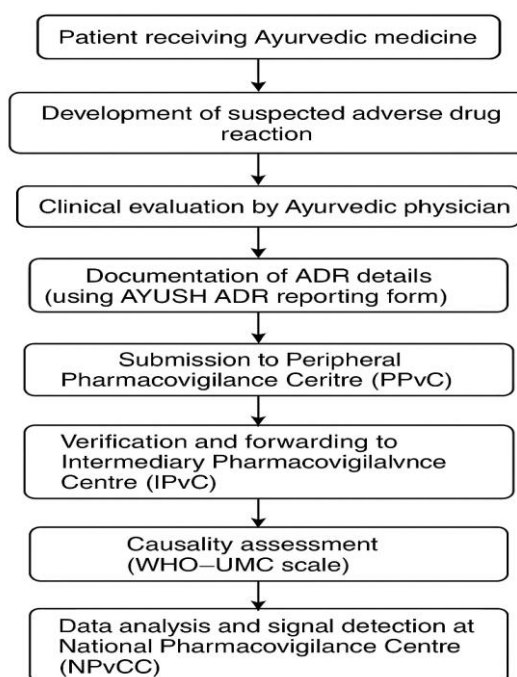 Patient receiving Ayurvedic medicine
Development of suspected adverse drug
reaction
Clinical evaluation by Ayurvedic physician
Documentation of ADR details
(using AYUSH ADR reporting form)
Submission to Peripheral
Pharmacovigilance Ceritre (PPvC)
Verification and forwarding to
Intermediary Pharmacovigilalvnce
Centre (IPvC)
Causality assessment
(WHO–UMC scale)
Data analysis and signal detection at
National Pharmacovigilance Centre
(NPvCC)